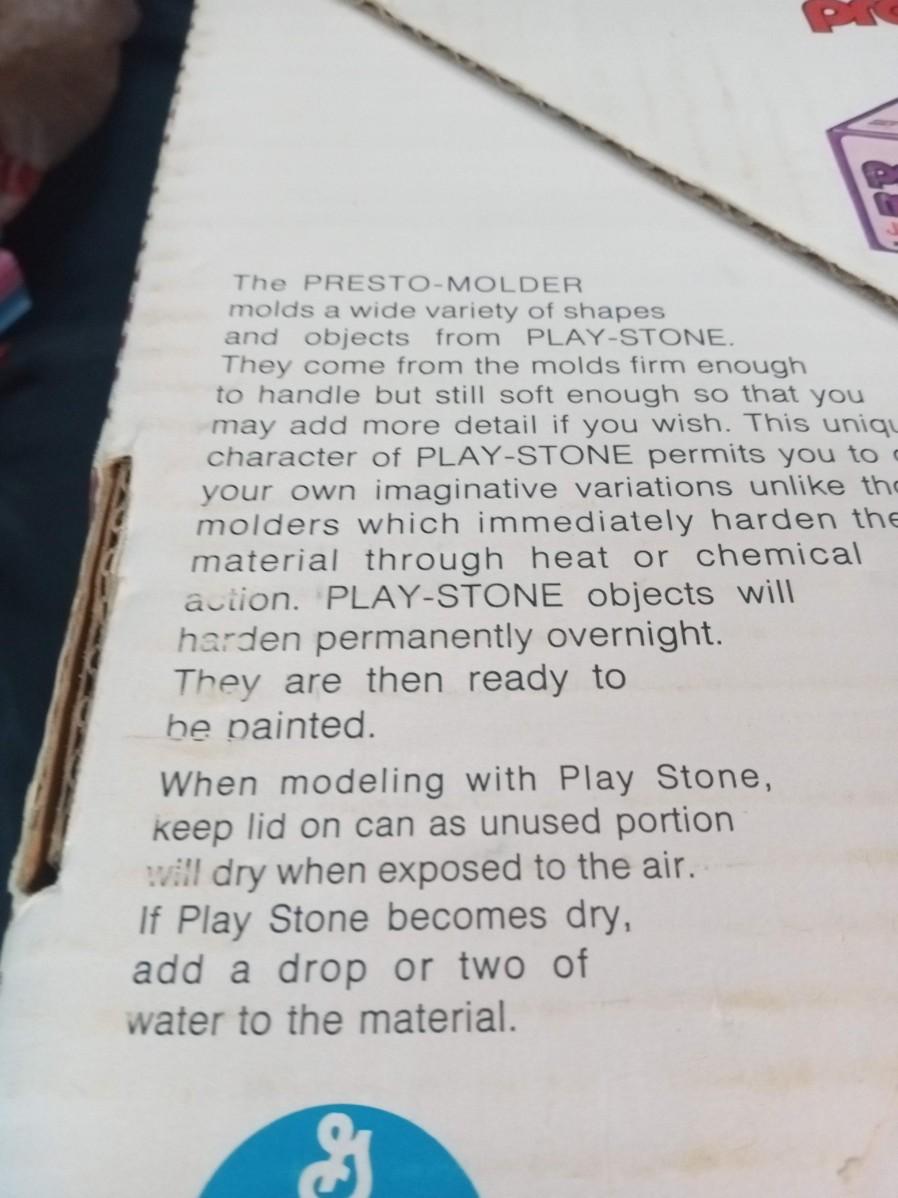 The PRESTO-MOLDER
molds a wide variety of shapes
and objects from PLAY-STONE.
They come from the molds firm enough
to handle but still soft enough so that you
may add more detail if you wish. This
character of PLAY-STONE permits you to
your own imaginative variations unlike
molders which immediately harden the
material through heat or chemical
action. PLAY-STONE objects will
harden permanently overnight.
They are then ready to
be painted.
When modeling with Play Stone,
keep lid on can as unused portion
will dry when exposed to the air.
If Play Stone becomes dry,
add a drop or two of
water to the material.